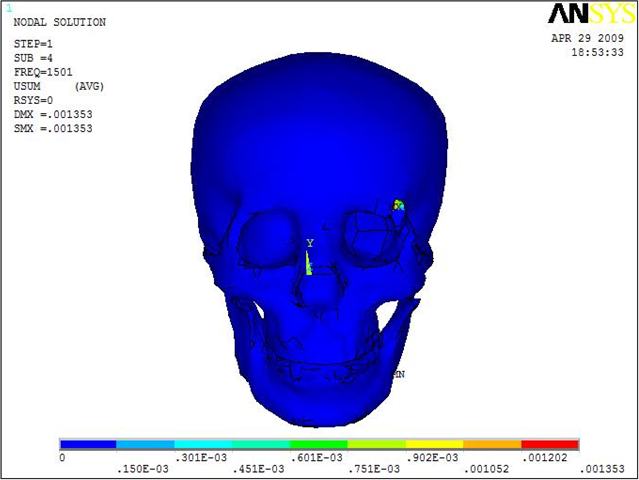 1
NODAL SOLUTION
ANSYS
STEP=1
SUB =4
FREQ=1501
USUM (AVG)
RSYS=0
DMX =.001353
SMX =.001353
APR 29 2009
18:53:33
Y
MN
0 .301E-03 .601E-03 .902E-03 .001202
.150E-03 .451E-03 .751E-03 .001052 .001353